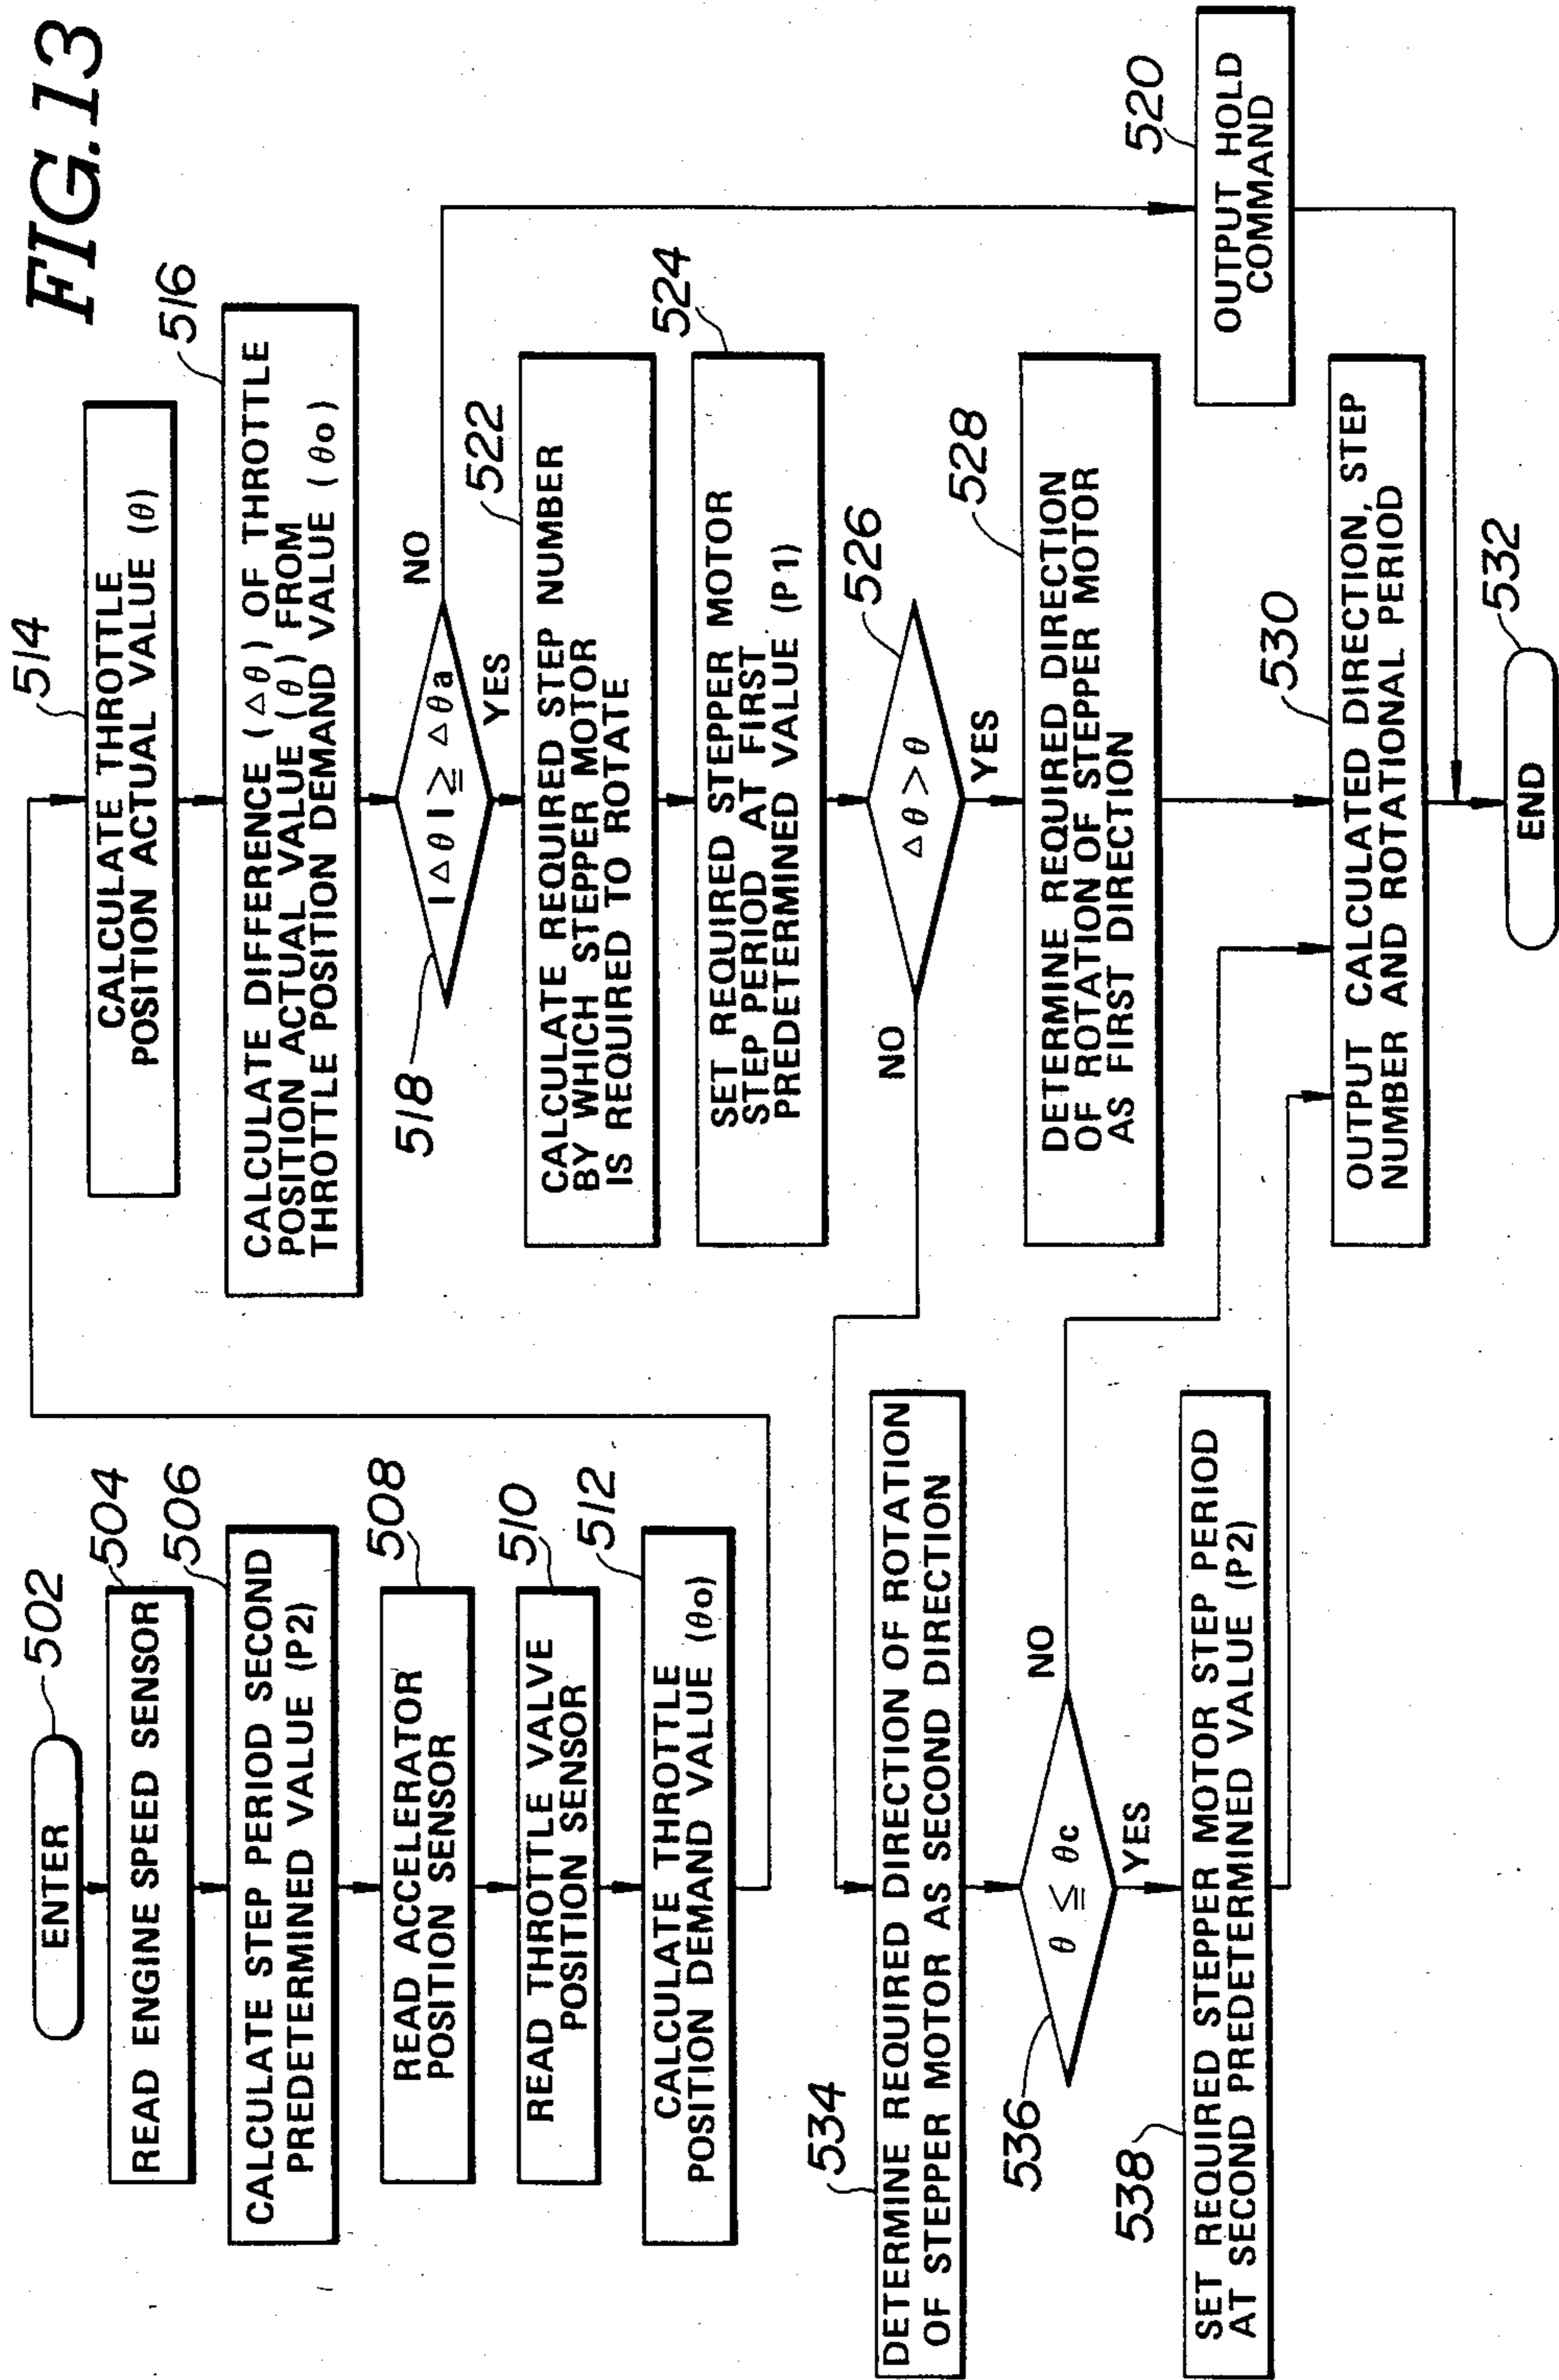 FIG.13
502
ENTER
504
READ ENGINE SPEED SENSOR
506
CALCULATE STEP PERIOD SECOND
PREDETERMINED VALUE (P2)
508
READ ACCELERATOR
POSITION SENSOR
510
READ THROTTLE VALVE
POSITION SENSOR
512
CALCULATE THROTTLE
POSITION DEMAND VALUE (θo)
514
CALCULATE THROTTLE
POSITION ACTUAL VALUE (θ)
516
CALCULATE DIFFERENCE (△θ) OF THROTTLE
POSITION ACTUAL VALUE (θ) FROM
THROTTLE POSITION DEMAND VALUE (θo)
518
|△θ| ≧ △θa
NO
YES
520
OUTPUT HOLD
COMMAND
522
CALCULATE REQUIRED STEP NUMBER
BY WHICH STEPPER MOTOR
IS REQUIRED TO ROTATE
524
SET REQUIRED STEPPER MOTOR
STEP PERIOD AT FIRST
PREDETERMINED VALUE (P1)
526
△θ > θ
NO
YES
528
DETERMINE REQUIRED DIRECTION
OF ROTATION OF STEPPER MOTOR
AS FIRST DIRECTION
530
OUTPUT CALCULATED DIRECTION, STEP
NUMBER AND ROTATIONAL PERIOD
532
END
534
DETERMINE REQUIRED DIRECTION OF ROTATION
OF STEPPER MOTOR AS SECOND DIRECTION
536
θ ≦ θc
NO
YES
538
SET REQUIRED STEPPER MOTOR STEP PERIOD
AT SECOND PREDETERMINED VALUE (P2)